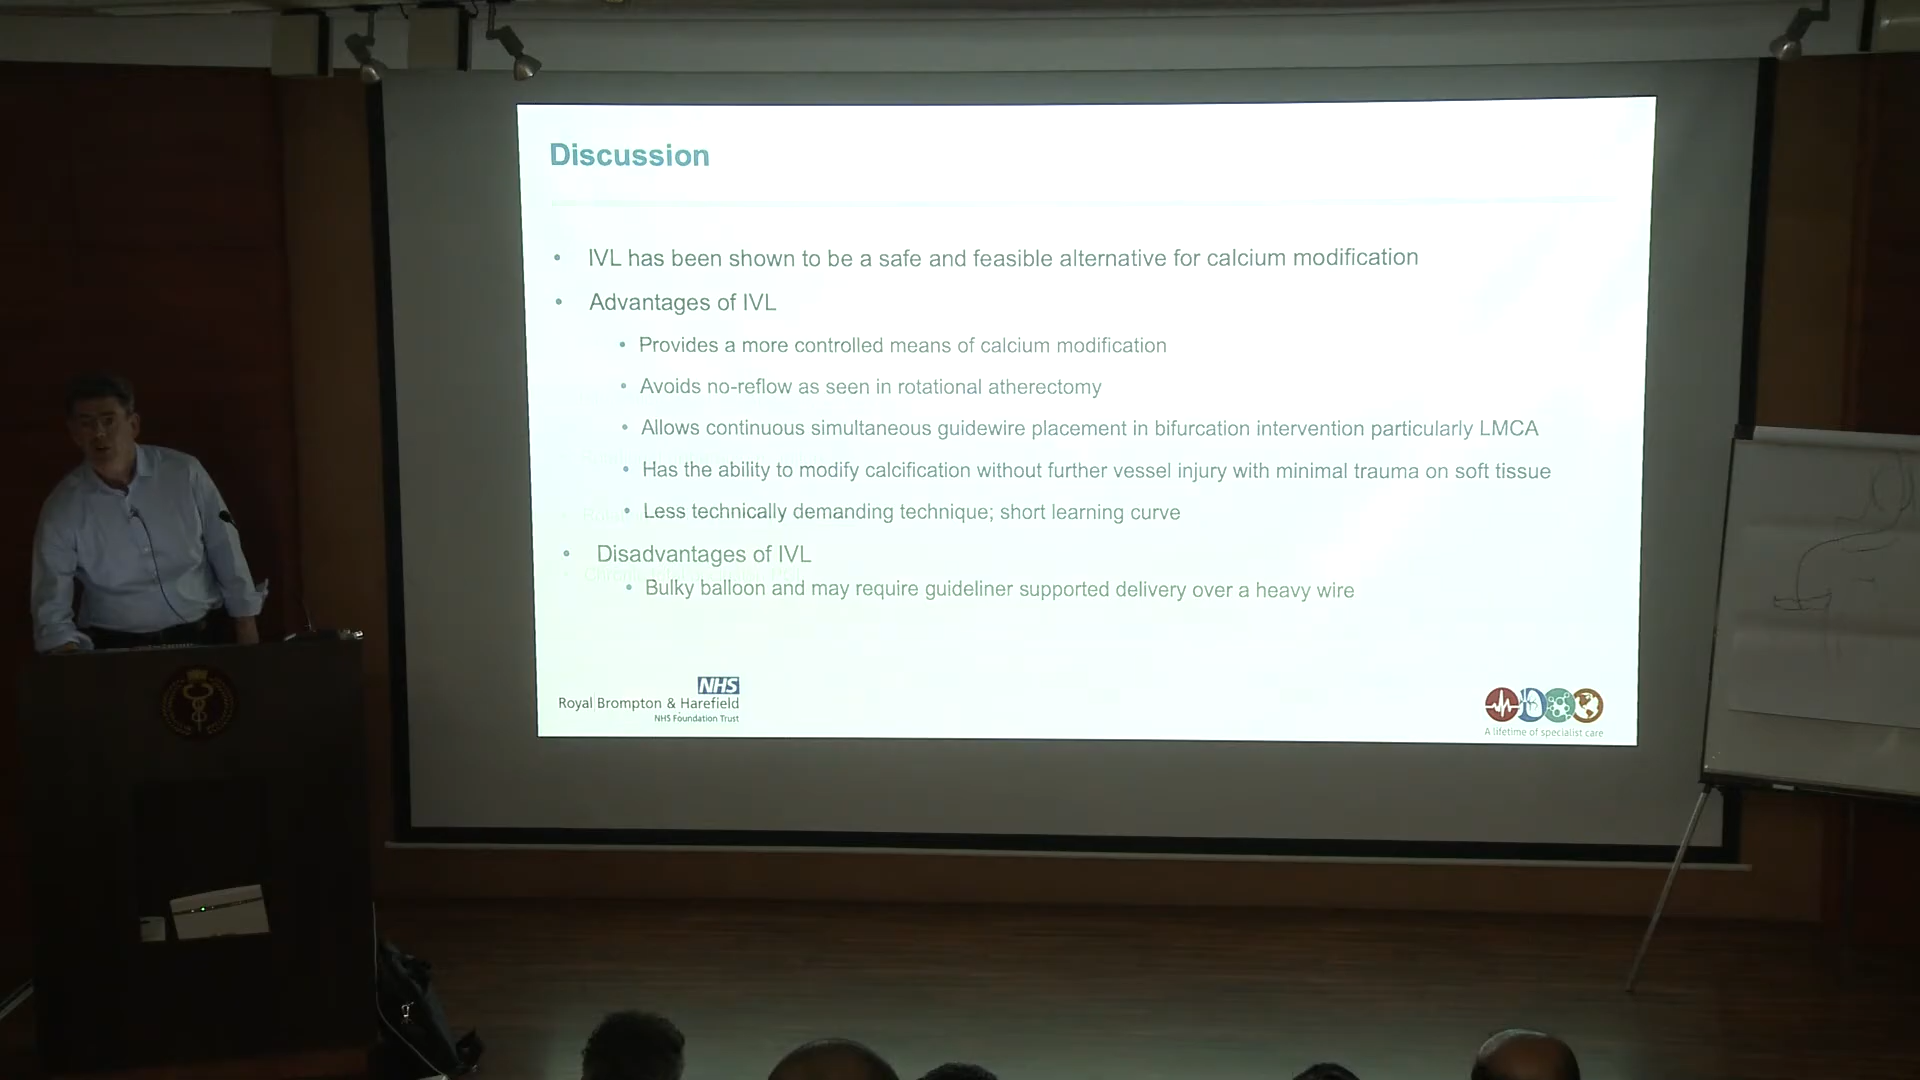 Discussion
• IVL has been shown to be a safe and feasible alternative for calcium modification
• Advantages of IVL
• Provides a more controlled means of calcium modification
• Avoids no-reflow as seen in rotational atherectomy
• Allows continuous simultaneous guidewire placement in bifurcation intervention particularly LMCA
• Has the ability to modify calcification without further vessel injury with minimal trauma on soft tissue
• Less technically demanding technique; short learning curve
• Disadvantages of IVL
• Bulky balloon and may require guideliner supported delivery over a heavy wire
NHS
Royal Brompton & Harefield
NHS Foundation Trust
A lifetime of specialist care